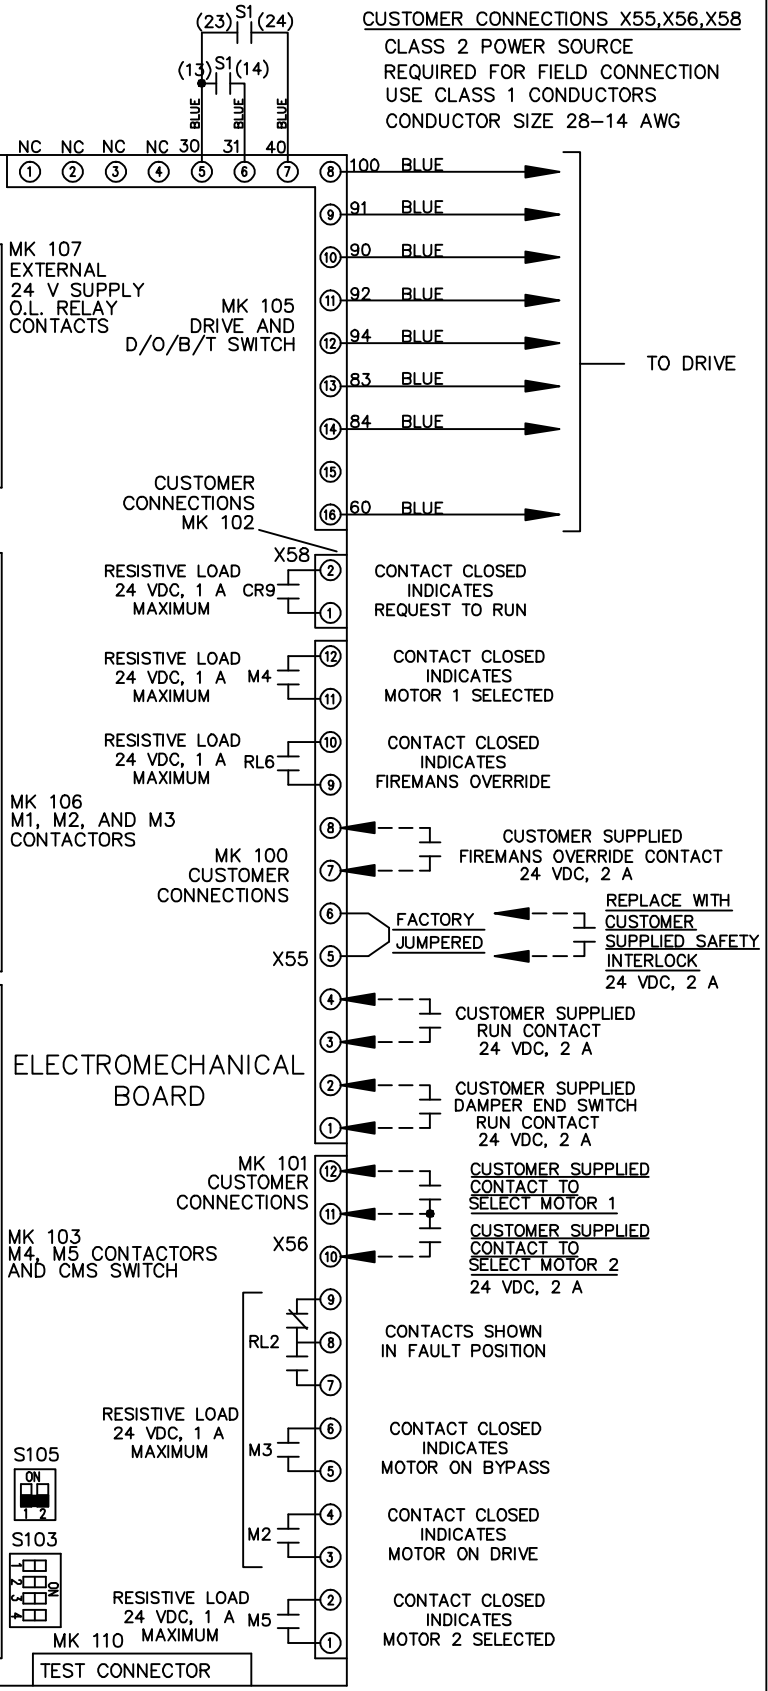 S1
(23) (24)
CUSTOMER CONNECTIONS X55,X56,X58
CLASS 2 POWER SOURCE
REQUIRED FOR FIELD CONNECTION
USE CLASS 1 CONDUCTORS
CONDUCTOR SIZE 28-14 AWG
(13) S1 (14)
BLUE BLUE BLUE
NC NC NC NC 30 31 40
1 2 3 4 5 6 7
8 100 BLUE
9 91 BLUE
10 90 BLUE
11 92 BLUE
12 94 BLUE
13 83 BLUE
14 84 BLUE
15
16 60 BLUE
TO DRIVE
MK 107
EXTERNAL
24 V SUPPLY
O.L. RELAY
CONTACTS
MK 105
DRIVE AND
D/O/B/T SWITCH
CUSTOMER
CONNECTIONS
MK 102
X58
2
1
RESISTIVE LOAD
24 VDC, 1 A
MAXIMUM
CR9
CONTACT CLOSED
INDICATES
REQUEST TO RUN
12
11
RESISTIVE LOAD
24 VDC, 1 A
MAXIMUM
M4
CONTACT CLOSED
INDICATES
MOTOR 1 SELECTED
10
9
RESISTIVE LOAD
24 VDC, 1 A
MAXIMUM
RL6
CONTACT CLOSED
INDICATES
FIREMANS OVERRIDE
MK 106
M1, M2, AND M3
CONTACTORS
8
7
CUSTOMER SUPPLIED
FIREMANS OVERRIDE CONTACT
24 VDC, 2 A
MK 100
CUSTOMER
CONNECTIONS
6
5
FACTORY
JUMPERED
REPLACE WITH
CUSTOMER
SUPPLIED SAFETY
INTERLOCK
24 VDC, 2 A
X55
4
3
CUSTOMER SUPPLIED
RUN CONTACT
24 VDC, 2 A
ELECTROMECHANICAL
BOARD
2
1
CUSTOMER SUPPLIED
DAMPER END SWITCH
RUN CONTACT
24 VDC, 2 A
MK 101
CUSTOMER
CONNECTIONS
X56
12
11
10
CUSTOMER SUPPLIED
CONTACT TO
SELECT MOTOR 1
CUSTOMER SUPPLIED
CONTACT TO
SELECT MOTOR 2
24 VDC, 2 A
MK 103
M4, M5 CONTACTORS
AND CMS SWITCH
9
8
7
RL2
CONTACTS SHOWN
IN FAULT POSITION
RESISTIVE LOAD
24 VDC, 1 A
MAXIMUM
6
5
M3
CONTACT CLOSED
INDICATES
MOTOR ON BYPASS
S105
ON
1 2
4
3
M2
CONTACT CLOSED
INDICATES
MOTOR ON DRIVE
S103
1
2
3
4
ON
2
1
RESISTIVE LOAD
24 VDC, 1 A
MAXIMUM
M5
CONTACT CLOSED
INDICATES
MOTOR 2 SELECTED
MK 110
TEST CONNECTOR